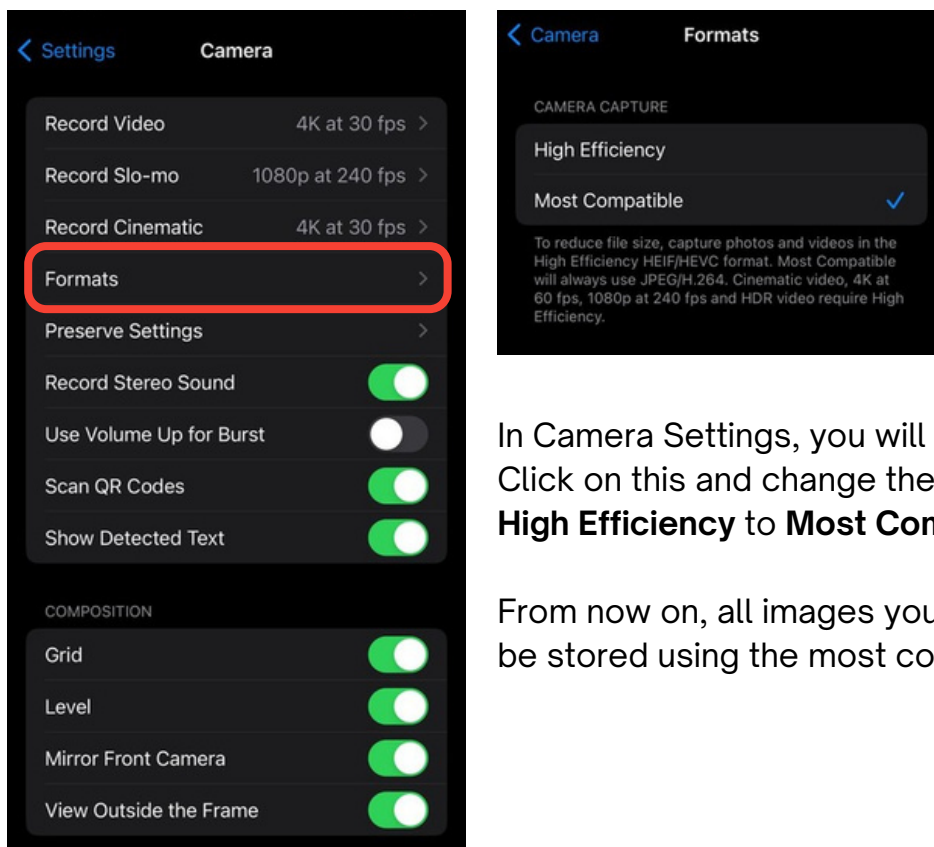 Settings Camera
Record Video 4K at 30 fps
Record Slo-mo 1080p at 240 fps
Record Cinematic 4K at 30 fps
Formats
Preserve Settings
Record Stereo Sound
Use Volume Up for Burst
Scan QR Codes
Show Detected Text
COMPOSITION
Grid
Level
Mirror Front Camera
View Outside the Frame
Camera Formats
CAMERA CAPTURE
High Efficiency
Most Compatible
To reduce file size, capture photos and videos in the
High Efficiency HEIF/HEVC format. Most Compatible
will always use JPEG/H.264. Cinematic video, 4K at
60 fps, 1080p at 240 fps and HDR video require High
Efficiency.
In Camera Settings, you will
Click on this and change the
High Efficiency to Most Com
From now on, all images you
be stored using the most co